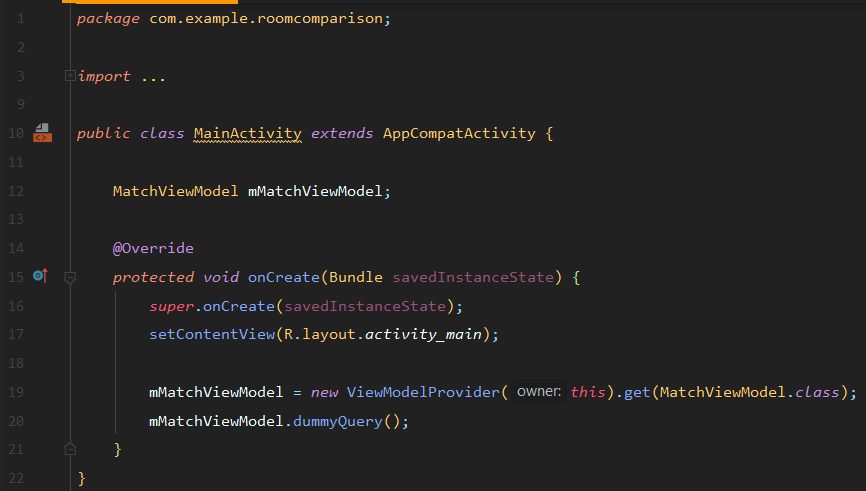 1 package com.example.roomcomparison;
2
3 import ...
9
10 public class MainActivity extends AppCompatActivity {
11
12 MatchViewModel mMatchViewModel;
13
14 @Override
15 protected void onCreate(Bundle savedInstanceState) {
16 super.onCreate(savedInstanceState);
17 setContentView(R.layout.activity_main);
18
19 mMatchViewModel = new ViewModelProvider( owner: this).get(MatchViewModel.class);
20 mMatchViewModel.dummyQuery();
21 }
22 }